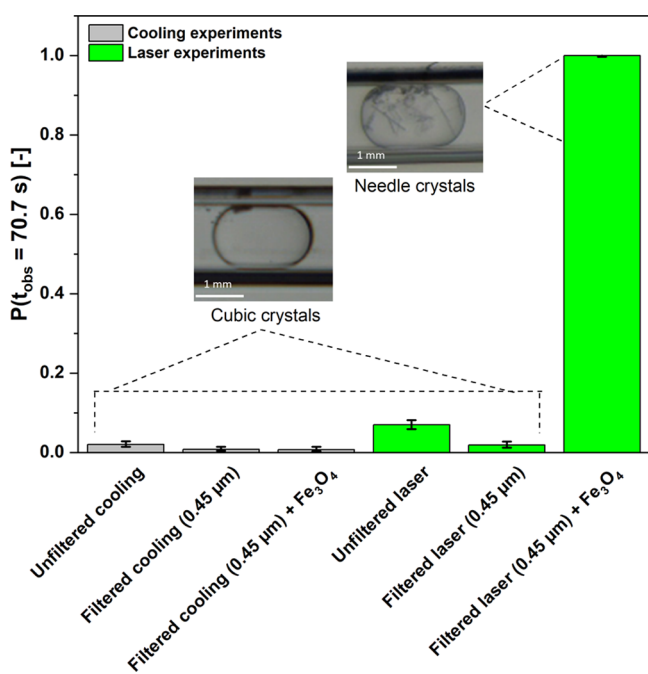 Cooling experiments
Laser experiments
P(t_obs = 70.7 s) [-]
1.0
0.8
0.6
0.4
0.2
0.0
1 mm
Needle crystals
1 mm
Cubic crystals
Unfiltered cooling
Filtered cooling (0.45 µm)
Filtered cooling (0.45 µm) + Fe₃O₄
Unfiltered laser
Filtered laser (0.45 µm)
Filtered laser (0.45 µm) + Fe₃O₄